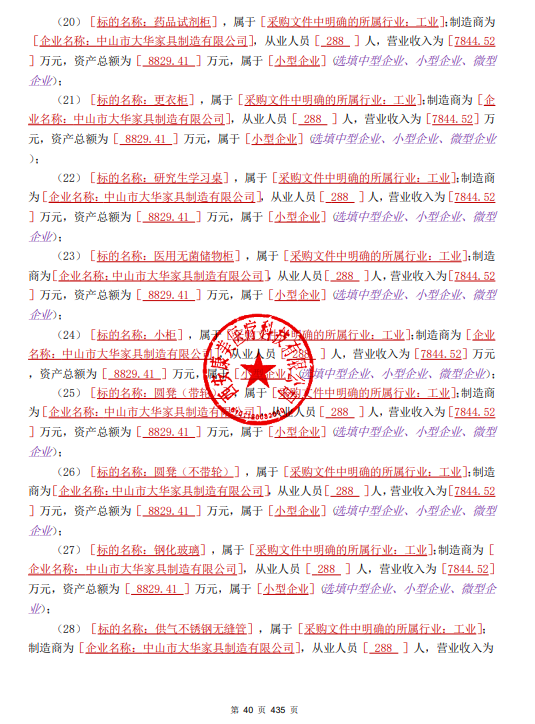 （20）[标的名称：药品试剂柜]，属于[采购文件中明确的所属行业：工业];制造商为
[企业名称：中山市大华家具制造有限公司]，从业人员[ 288 ]人，营业收入为[7844.52
]万元，资产总额为[ 8829.41 ]万元，属于[小型企业](选填中型企业、小型企业、微型
企业)；
（21）[标的名称：更衣柜]，属于[采购文件中明确的所属行业：工业];制造商为[企
业名称：中山市大华家具制造有限公司]，从业人员[ 288 ]人，营业收入为[7844.52]万
元，资产总额为[ 8829.41 ]万元，属于[小型企业](选填中型企业、小型企业、微型企业
)；
（22）[标的名称：研究生学习桌]，属于[采购文件中明确的所属行业：工业];制造商
为[企业名称：中山市大华家具制造有限公司]，从业人员[ 288 ]人，营业收入为[7844.52
]万元，资产总额为[ 8829.41 ]万元，属于[小型企业](选填中型企业、小型企业、微型
企业)；
（23）[标的名称：医用无菌储物柜]，属于[采购文件中明确的所属行业：工业];制造
商为[企业名称：中山市大华家具制造有限公司]，从业人员[ 288 ]人，营业收入为[7844.52
]万元，资产总额为[ 8829.41 ]万元，属于[小型企业](选填中型企业、小型企业、微型
企业)；
（24）[标的名称：小柜]，属于[采购文件中明确的所属行业：工业];制造商为[企业
名称：中山市大华家具制造有限公司]，从业人员[ 288 ]人，营业收入为[7844.52]万元
，资产总额为[ 8829.41 ]万元，属于[小型企业](选填中型企业、小型企业、微型企业)；
（25）[标的名称：圆凳（带轮）]，属于[采购文件中明确的所属行业：工业];制造商
为[企业名称：中山市大华家具制造有限公司]，从业人员[ 288 ]人，营业收入为[7844.52
]万元，资产总额为[ 8829.41 ]万元，属于[小型企业](选填中型企业、小型企业、微型
企业)；
（26）[标的名称：圆凳（不带轮）]，属于[采购文件中明确的所属行业：工业];制造
商为[企业名称：中山市大华家具制造有限公司]，从业人员[ 288 ]人，营业收入为[7844.52
]万元，资产总额为[ 8829.41 ]万元，属于[小型企业](选填中型企业、小型企业、微型
企业)；
（27）[标的名称：钢化玻璃]，属于[采购文件中明确的所属行业：工业];制造商为[
企业名称：中山市大华家具制造有限公司]，从业人员[ 288 ]人，营业收入为[7844.52]
万元，资产总额为[ 8829.41 ]万元，属于[小型企业](选填中型企业、小型企业、微型企
业)；
（28）[标的名称：供气不锈钢无缝管]，属于[采购文件中明确的所属行业：工业];
制造商为[企业名称：中山市大华家具制造有限公司]，从业人员[ 288 ]人，营业收入为
第 40 页 435 页